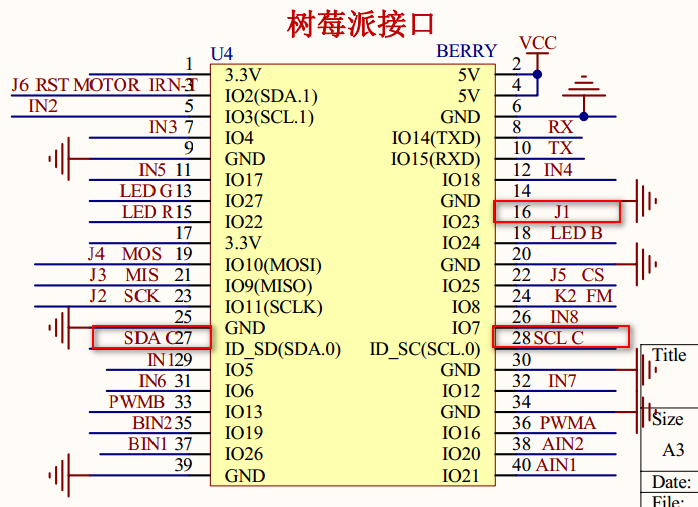 树莓派接口
U4 BERRY VCC
1 3.3V 5V 2
J6 RST MOTOR IRN-T 3 IO2(SDA.1) 5V 4
IN2 5 IO3(SCL.1) GND 6
IN3 7 IO4 IO14(TXD) 8 RX
9 GND IO15(RXD) 10 TX
IN5 11 IO17 IO18 12 IN4
LED G 13 IO27 GND 14
LED R 15 IO22 IO23 16 J1
17 3.3V IO24 18 LED B
J4 MOS 19 IO10(MOSI) GND 20
J3 MIS 21 IO9(MISO) IO25 22 J5 CS
J2 SCK 23 IO11(SCLK) IO8 24 K2 FM
25 GND IO7 26 IN8
SDA C 27 ID_SD(SDA.0) ID_SC(SCL.0) 28 SCL C
IN1 29 IO5 GND 30
IN6 31 IO6 IO12 32 IN7
PWMB 33 IO13 GND 34
BIN2 35 IO19 IO16 36 PWMA
BIN1 37 IO26 IO20 38 AIN2
39 GND IO21 40 AIN1
Title
Size
A3
Date:
File: